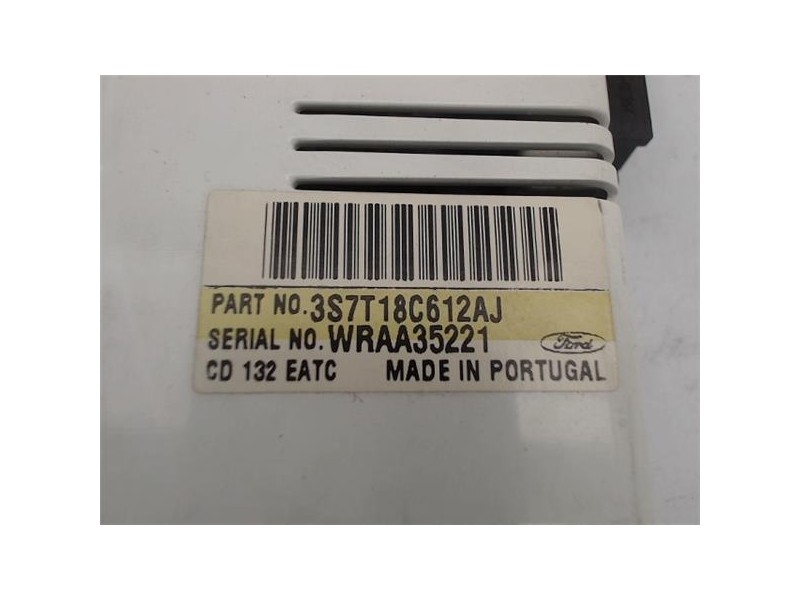 PART NO. 3S7T18C612AJ
SERIAL NO. WRAA35221
Ford
CD 132 EATC MADE IN PORTUGAL